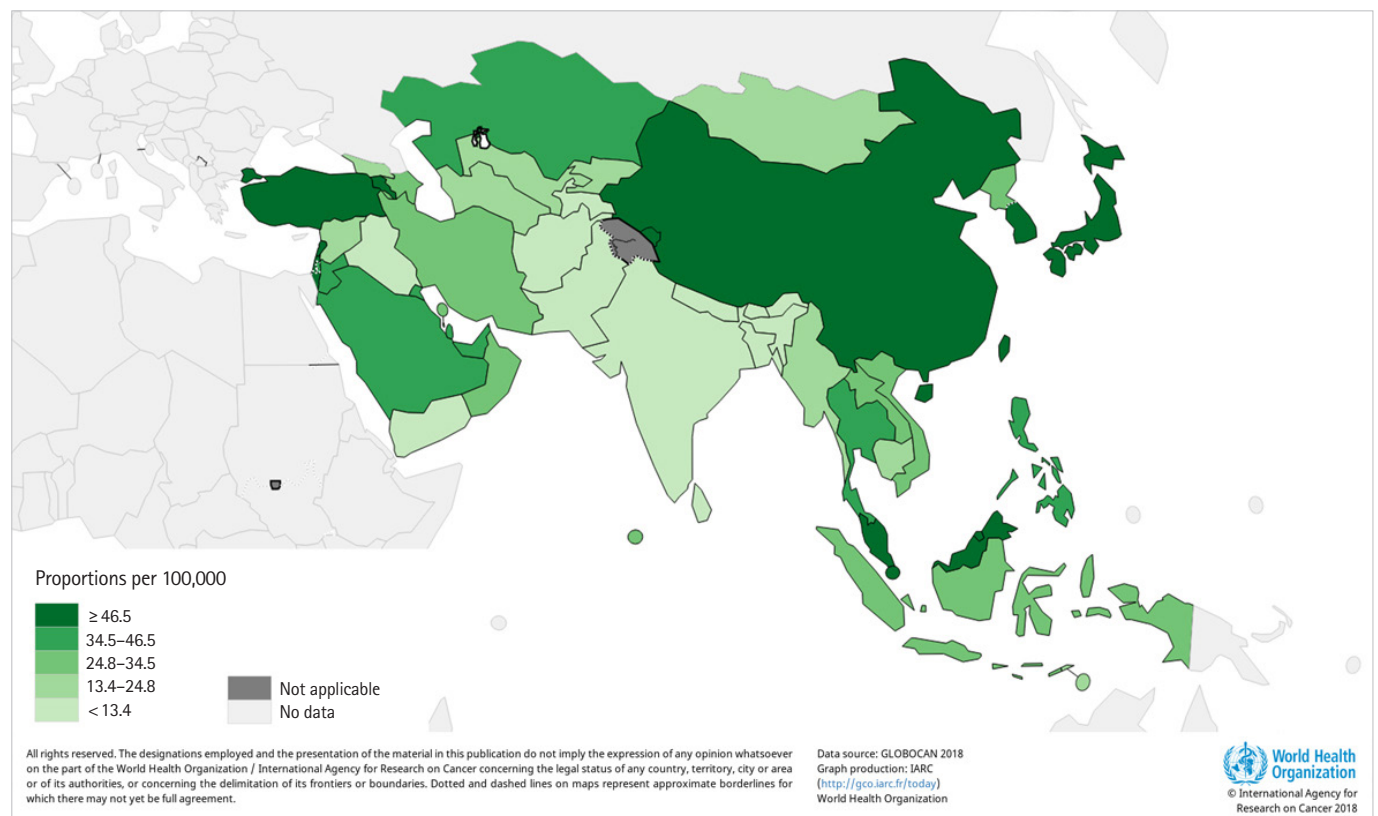 Proportions per 100,000
≥ 46.5
34.5–46.5
24.8–34.5
13.4–24.8
< 13.4
Not applicable
No data
All rights reserved. The designations employed and the presentation of the material in this publication do not imply the expression of any opinion whatsoever
on the part of the World Health Organization / International Agency for Research on Cancer concerning the legal status of any country, territory, city or area
or of its authorities, or concerning the delimitation of its frontiers or boundaries. Dotted and dashed lines on maps represent approximate borderlines for
which there may not yet be full agreement.
Data source: GLOBOCAN 2018
Graph production: IARC
(http://gco.iarc.fr/today)
World Health Organization
World Health
Organization
© International Agency for
Research on Cancer 2018